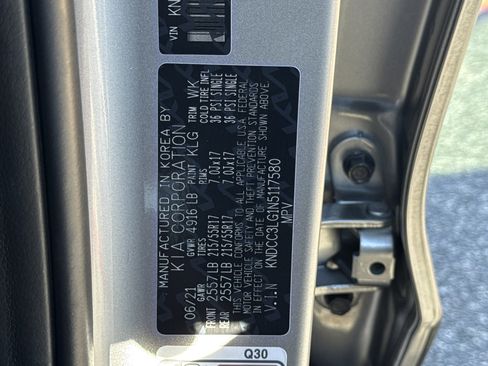 VIN KN
MANUFACTURED IN KOREA BY
KIA CORPORATION
GVWR 4916 LB PAINT KLG TRIM WK
06/21 GAWR TIRES RIMS COLD TIRE INFL
FRONT 2557LB 215/55R17 7.0JX17 36 PSI SINGLE
REAR 2557LB 215/55R17 7.0JX17 36 PSI SINGLE
THIS VEHICLE CONFORMS TO ALL APPLICABLE U.S.A FEDERAL
MOTOR VEHICLE SAFETY AND THEFT PREVENTION STANDARDS
IN EFFECT ON THE DATE OF MANUFACTURE SHOWN ABOVE
V.I.N KNDCC3LG1N5117580
MPV
Q30